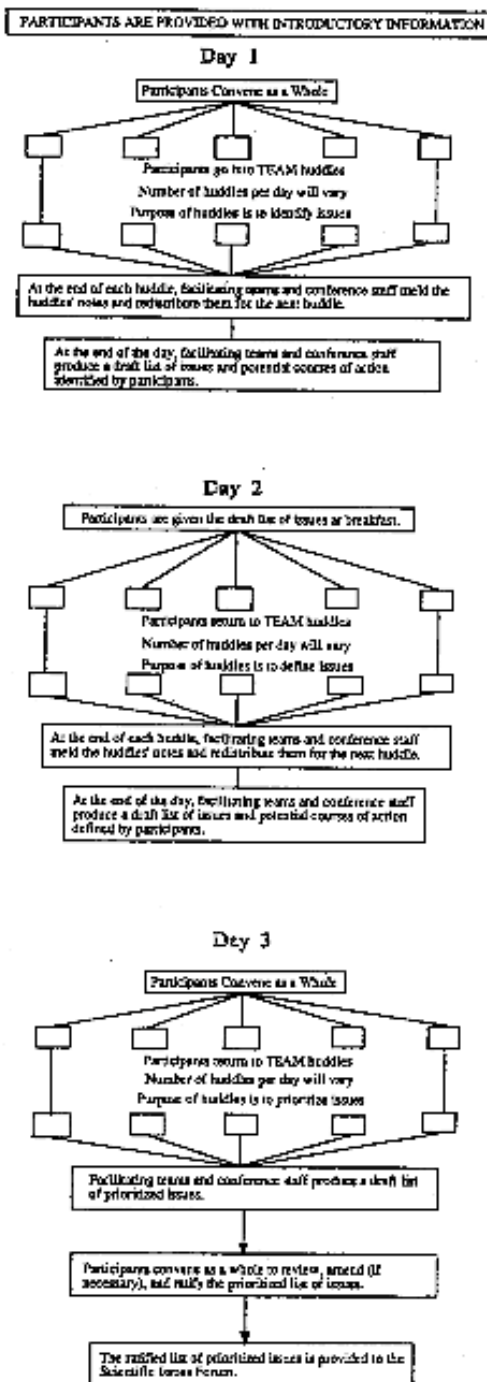 PARTICIPANTS ARE PROVIDED WITH INTRODUCTORY INFORMATION
Day 1
Participants Convene as a Whole
Participants go into TEAM huddles
Number of huddles per day will vary
Purpose of huddles is to identify issues
At the end of each huddle, facilitating teams and conference staff meld the
huddles' notes and redistribute them for the next huddle.
At the end of the day, facilitating teams and conference staff
produce a draft list of issues and potential courses of action
identified by participants.
Day 2
Participants are given the draft list of issues at breakfast.
Participants return to TEAM huddles
Number of huddles per day will vary
Purpose of huddles is to define issues
At the end of each huddle, facilitating teams and conference staff
meld the huddles' notes and redistribute them for the next huddle.
At the end of the day, facilitating teams and conference staff
produce a draft list of issues and potential courses of action
defined by participants.
Day 3
Participants Convene as a Whole
Participants return to TEAM huddles
Number of huddles per day will vary
Purpose of huddles is to prioritize issues
Facilitating teams and conference staff produce a draft list
of prioritized issues.
Participants convene as a whole to review, amend (if
necessary), and ratify the prioritized list of issues.
The ratified list of prioritized issues is provided to the
Scientific Issues Forum.